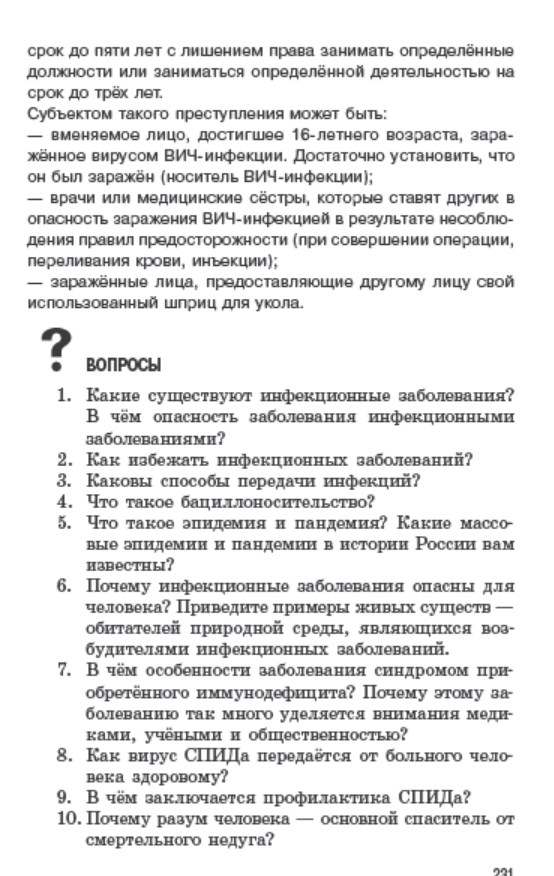 срок до пяти лет с лишением права занимать определённые
должности или заниматься определённой деятельностью на
срок до трёх лет.
Субъектом такого преступления может быть:
— вменяемое лицо, достигшее 16-летнего возраста, зара-
жённое вирусом ВИЧ-инфекции. Достаточно установить, что
он был заражён (носитель ВИЧ-инфекции);
— врачи или медицинские сёстры, которые ставят других в
опасность заражения ВИЧ-инфекцией в результате несоблю-
дения правил предосторожности (при совершении операции,
переливания крови, инъекции);
— заражённые лица, предоставляющие другому лицу свой
использованный шприц для укола.
? ВОПРОСЫ
1. Какие существуют инфекционные заболевания?
В чём опасность заболевания инфекционными
заболеваниями?
2. Как избежать инфекционных заболеваний?
3. Каковы способы передачи инфекций?
4. Что такое бациллоносительство?
5. Что такое эпидемия и пандемия? Какие массо-
вые эпидемии и пандемии в истории России вам
известны?
6. Почему инфекционные заболевания опасны для
человека? Приведите примеры живых существ —
обитателей природной среды, являющихся воз-
будителями инфекционных заболеваний.
7. В чём особенности заболевания синдромом при-
обретённого иммунодефицита? Почему этому за-
болеванию так много уделяется внимания меди-
ками, учёными и общественностью?
8. Как вирус СПИДа передаётся от больного чело-
века здоровому?
9. В чём заключается профилактика СПИДа?
10. Почему разум человека — основной спаситель от
смертельного недуга?
231